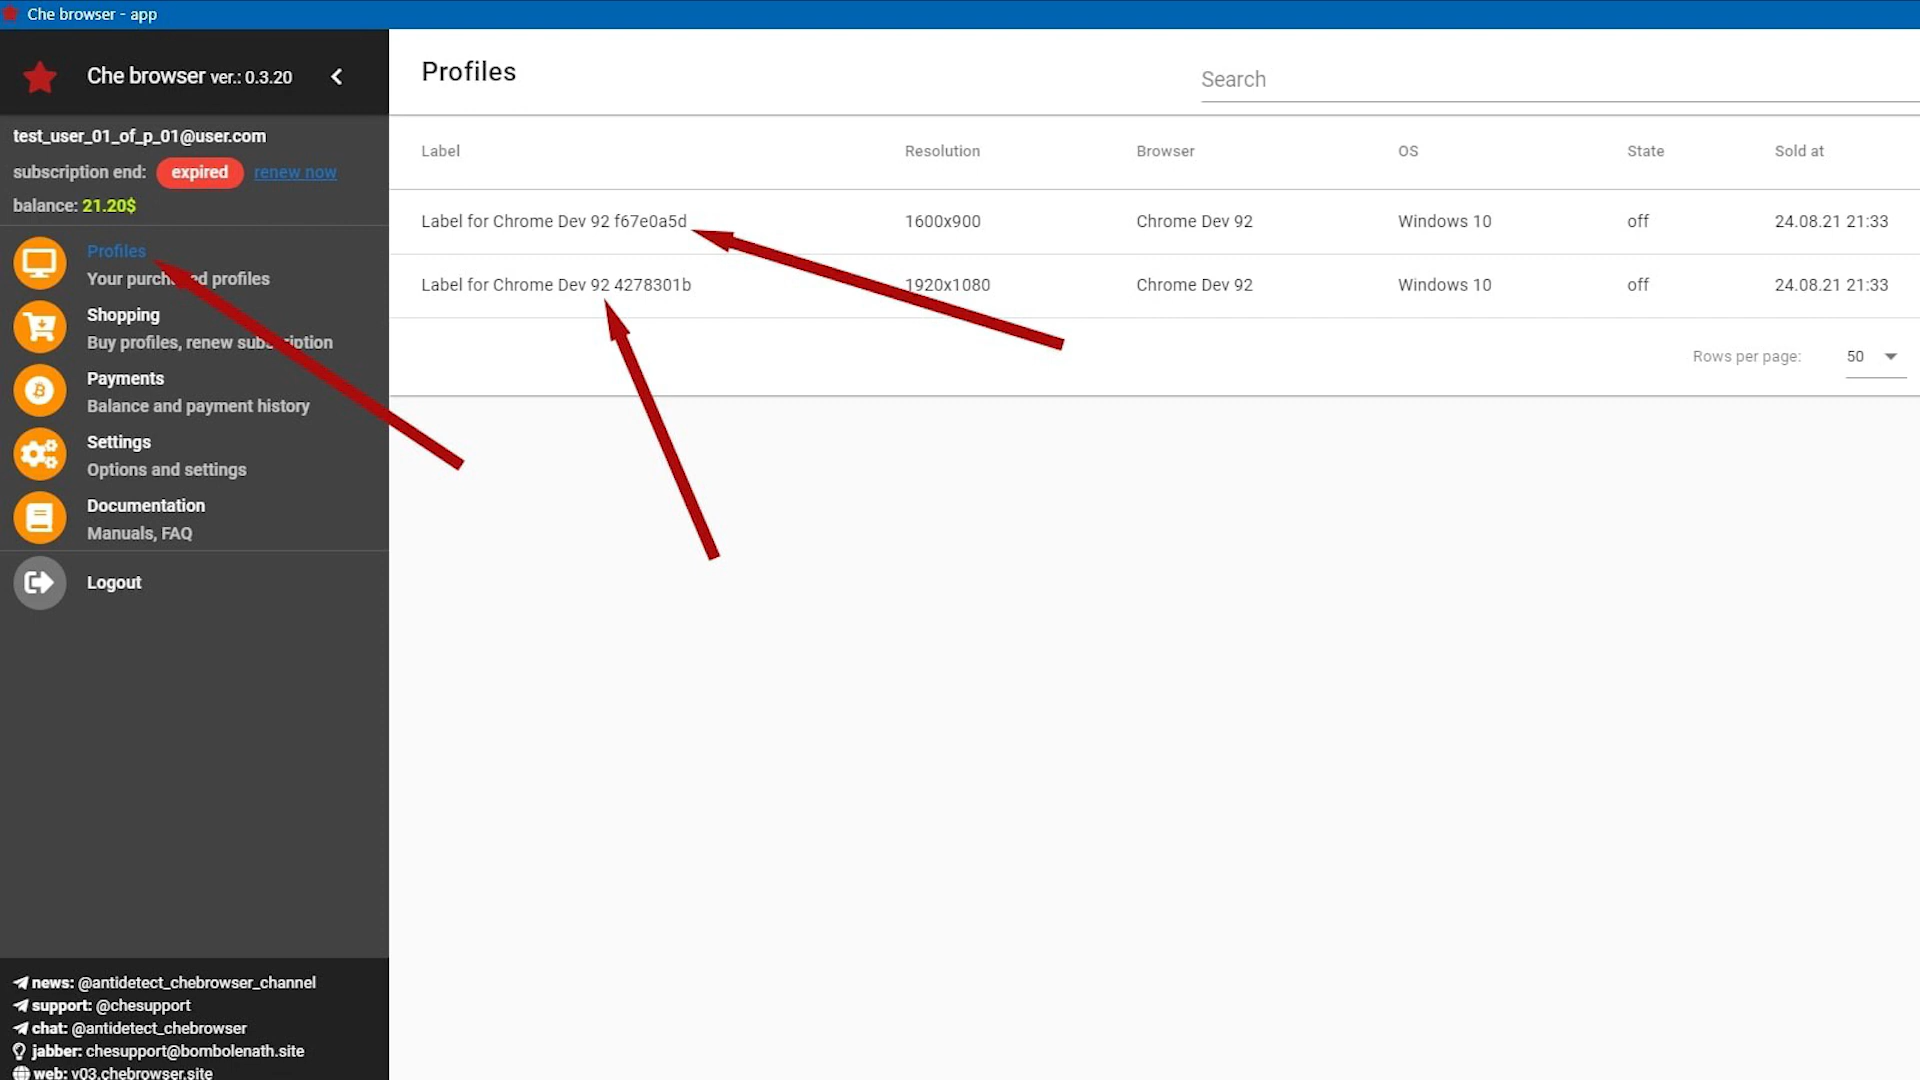 Che browser - app
Che browser ver.: 0.3.20
test_user_01_of_p_01@user.com
subscription end: expired renew now
balance: 21.20$
Profiles
Your purchased profiles
Shopping
Buy profiles, renew subscription
Payments
Balance and payment history
Settings
Options and settings
Documentation
Manuals, FAQ
Logout
news: @antidetect_chebrowser_channel
support: @chesupport
chat: @antidetect_chebrowser
jabber: chesupport@bombolenath.site
web: v03.chebrowser.site
Profiles
Search
Label Resolution Browser OS State Sold at
Label for Chrome Dev 92 f67e0a5d 1600x900 Chrome Dev 92 Windows 10 off 24.08.21 21:33
Label for Chrome Dev 92 4278301b 1920x1080 Chrome Dev 92 Windows 10 off 24.08.21 21:33
Rows per page: 50